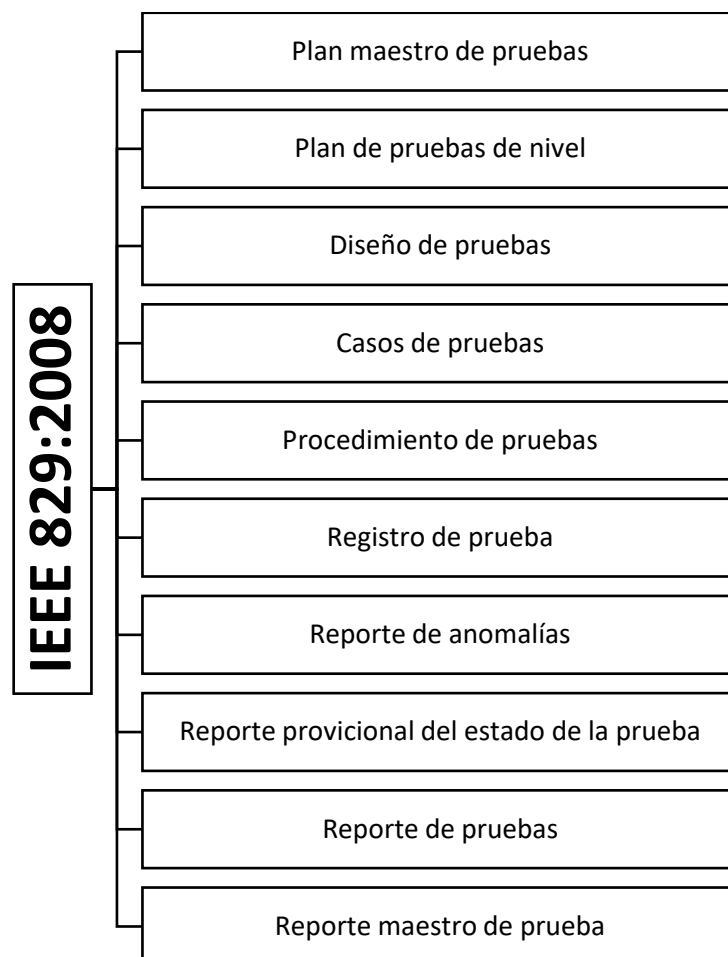 IEEE 829:2008
Plan maestro de pruebas
Plan de pruebas de nivel
Diseño de pruebas
Casos de pruebas
Procedimiento de pruebas
Registro de prueba
Reporte de anomalías
Reporte provicional del estado de la prueba
Reporte de pruebas
Reporte maestro de prueba